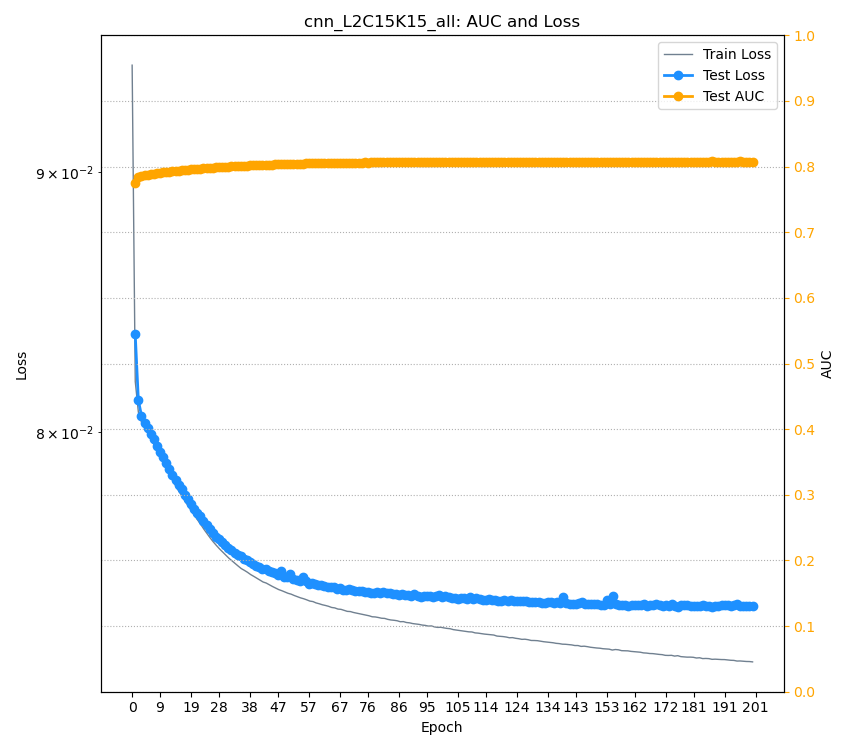 cnn_L2C15K15_all: AUC and Loss
Train Loss
Test Loss
Test AUC
Loss
9 × 10⁻²
8 × 10⁻²
1.0
0.9
0.8
0.7
0.6
0.5
0.4
0.3
0.2
0.1
0.0
AUC
0 9 19 28 38 47 57 67 76 86 95 105 114 124 134 143 153 162 172 181 191 201
Epoch